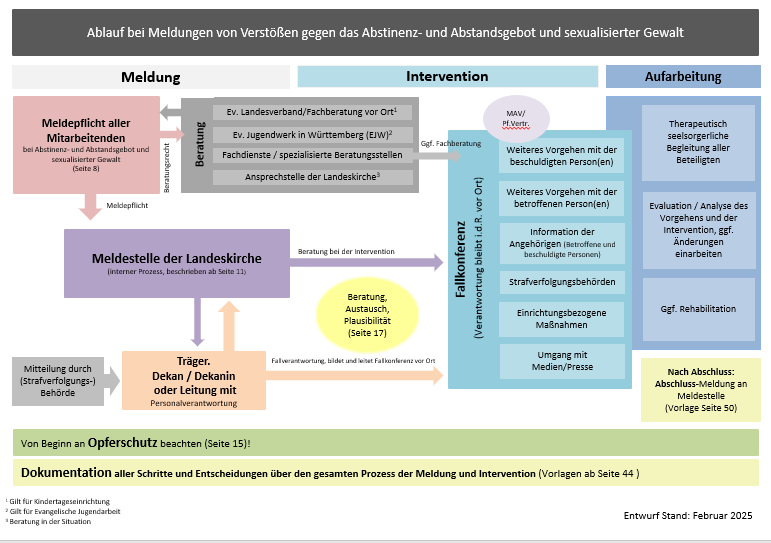 Ablauf bei Meldungen von Verstößen gegen das Abstinenz- und Abstandsgebot und sexualisierter Gewalt
Meldung
Intervention
Aufarbeitung
Meldepflicht aller
Mitarbeitenden
bei Abstinenz- und Abstandsgebot und
sexualisierter Gewalt
(Seite 8)
Beratungsrecht
Beratung
Ev. Landesverband/Fachberatung vor Ort¹
Ev. Jugendwerk in Württemberg (EJW)²
Fachdienste / spezialisierte Beratungsstellen
Ansprechstelle der Landeskirche³
Ggf. Fachberatung
MAV/
Pf.Vertr.
Meldepflicht
Meldestelle der Landeskirche
(interner Prozess, beschrieben ab Seite 11)
Beratung bei der Intervention
Beratung,
Austausch,
Plausibilität
(Seite 17)
Mitteilung durch
(Strafverfolgungs-)
Behörde
Träger.
Dekan / Dekanin
oder Leitung mit
Personalverantwortung
Fallverantwortung, bildet und leitet Fallkonferenz vor Ort
Fallkonferenz
(Verantwortung bleibt i.d.R. vor Ort)
Weiteres Vorgehen mit der
beschuldigten Person(en)
Weiteres Vorgehen mit der
betroffenen Person(en)
Information der
Angehörigen (Betroffene und
beschuldigte Personen)
Strafverfolgungsbehörden
Einrichtungsbezogene
Maßnahmen
Umgang mit
Medien/Presse
Therapeutisch
seelsorgerliche
Begleitung aller
Beteiligten
Evaluation / Analyse des
Vorgehens und der
Intervention, ggf.
Änderungen
einarbeiten
Ggf. Rehabilitation
Nach Abschluss:
Abschluss-Meldung an
Meldestelle
(Vorlage Seite 50)
Von Beginn an Opferschutz beachten (Seite 15)!
Dokumentation aller Schritte und Entscheidungen über den gesamten Prozess der Meldung und Intervention (Vorlagen ab Seite 44 )
¹ Gilt für Kindertageseinrichtung
² Gilt für Evangelische Jugendarbeit
³ Beratung in der Situation
Entwurf Stand: Februar 2025